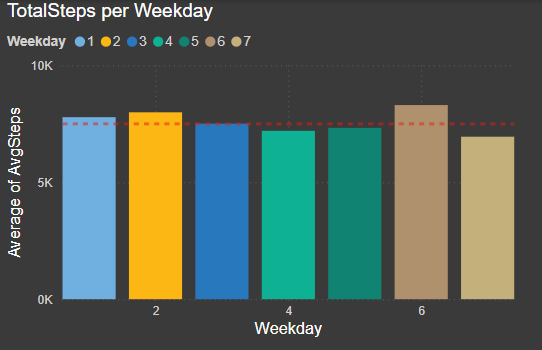 TotalSteps per Weekday
Weekday 1 2 3 4 5 6 7
10K
5K
0K
Average of AvgSteps
2 4 6
Weekday